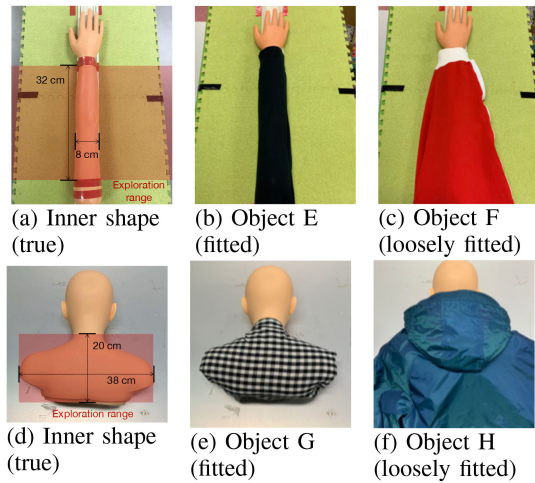 32 cm
8 cm
Exploration
range
(a) Inner shape
(true)
(b) Object E
(fitted)
(c) Object F
(loosely fitted)
20 cm
38 cm
Exploration range
(d) Inner shape
(true)
(e) Object G
(fitted)
(f) Object H
(loosely fitted)